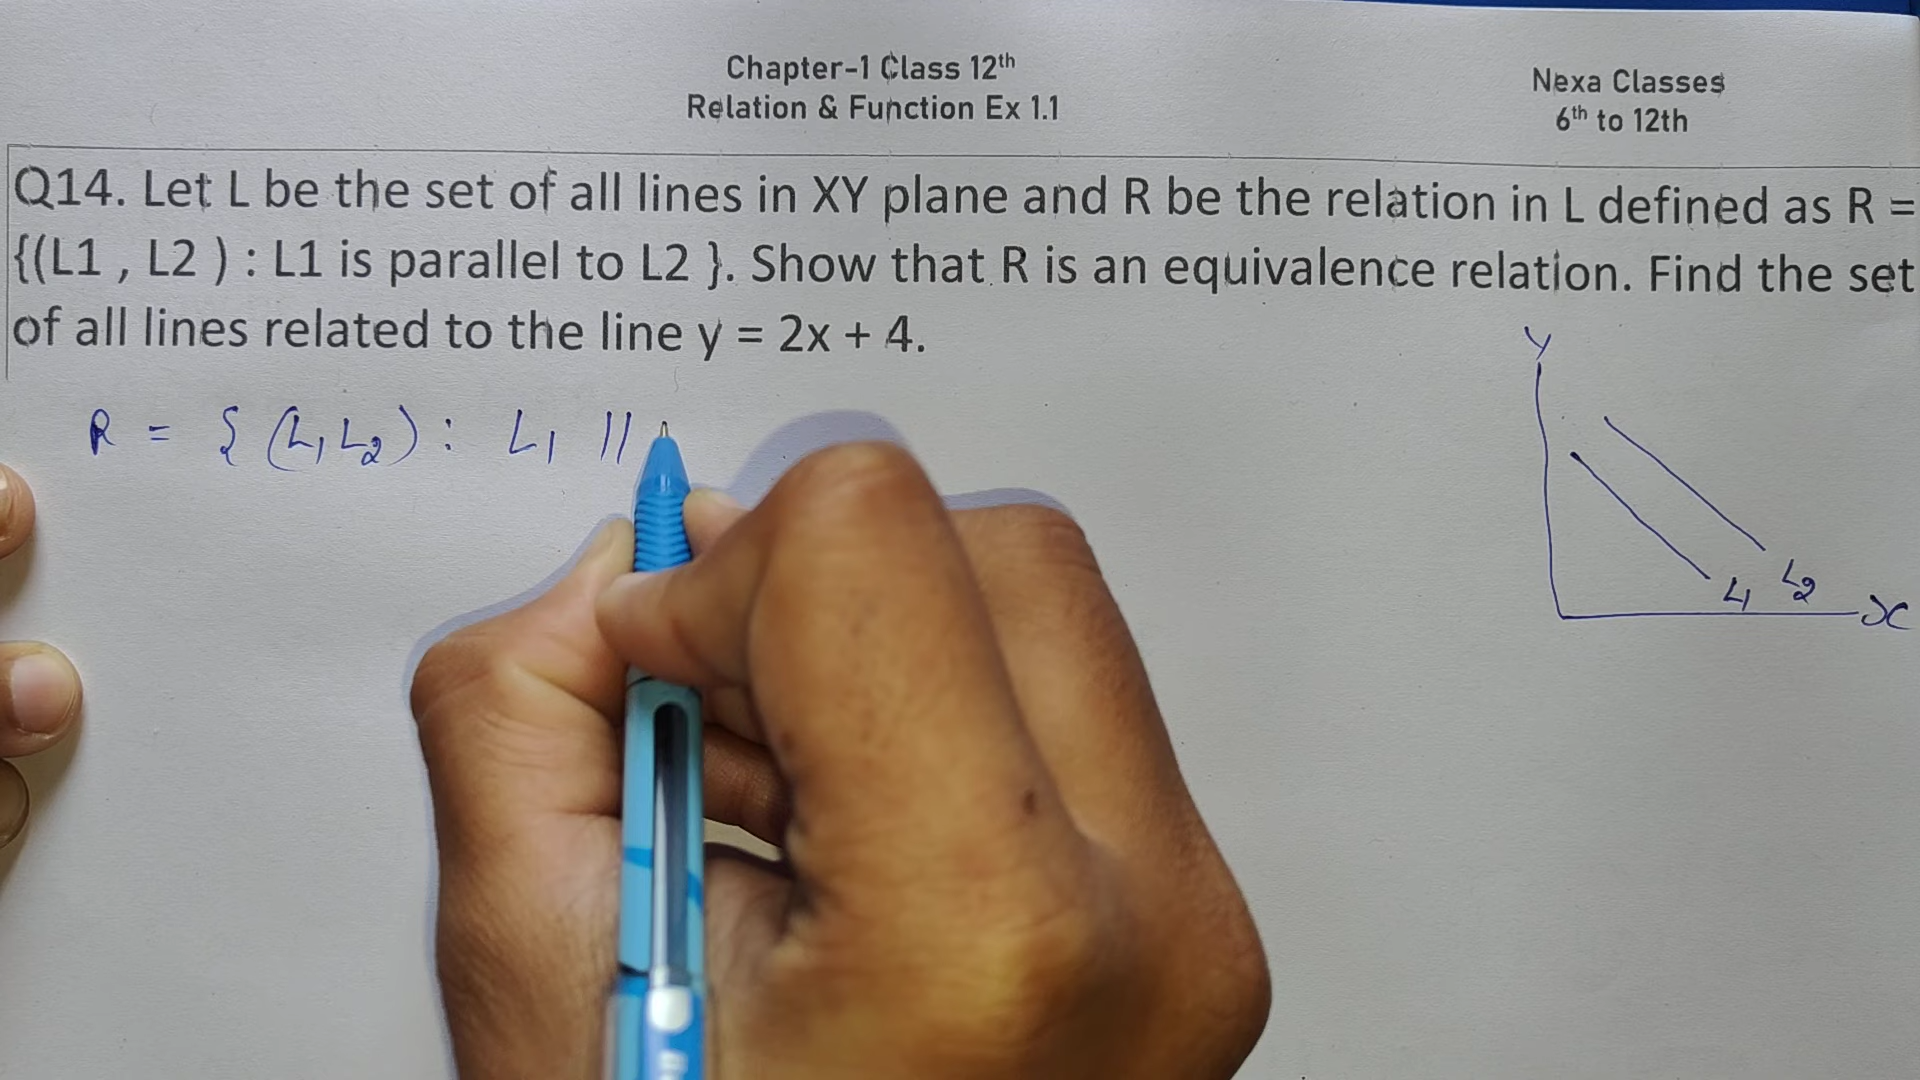 Chapter-1 Class 12th
Relation & Function Ex 1.1
Nexa Classes
6th to 12th
Q14. Let L be the set of all lines in XY plane and R be the relation in L defined as R =
{(L1 , L2 ) : L1 is parallel to L2 }. Show that R is an equivalence relation. Find the set
of all lines related to the line y = 2x + 4.
R = { (L1, L2) : L1 ||
Y
L1
L2
x